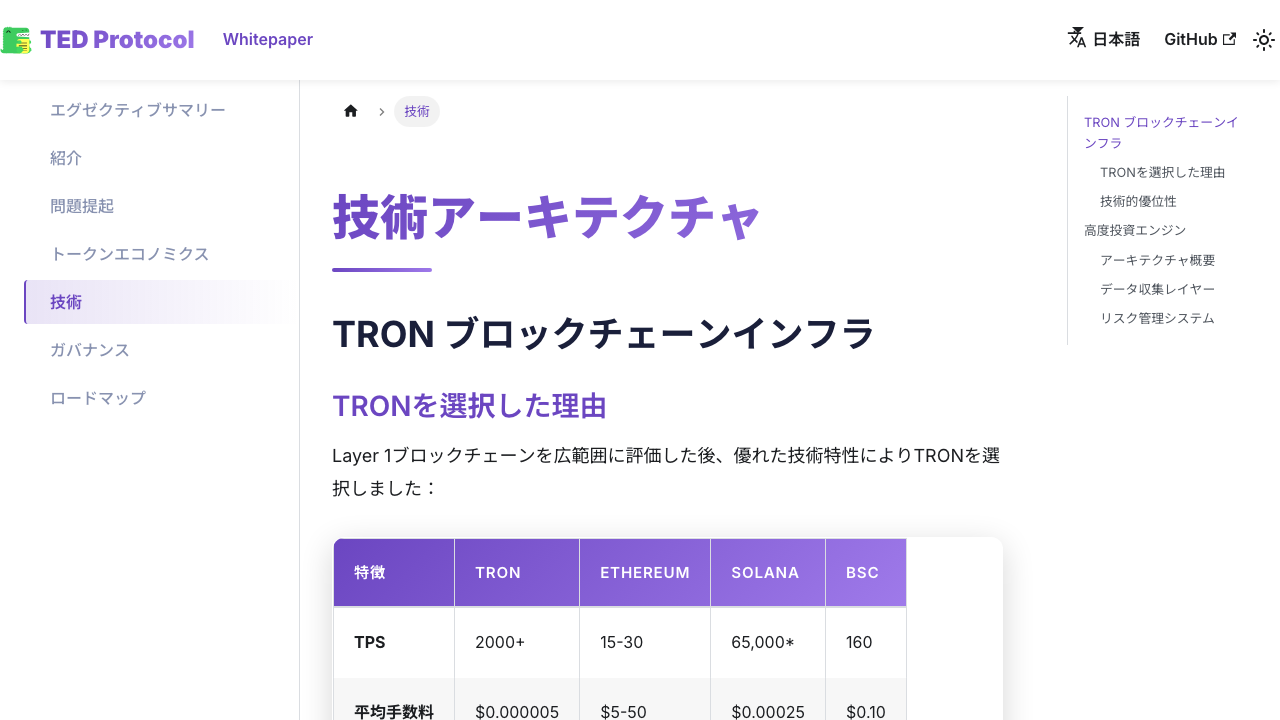 TED Protocol
Whitepaper
日本語
GitHub
エグゼクティブサマリー
紹介
問題提起
トークンエコノミクス
技術
ガバナンス
ロードマップ
技術
技術アーキテクチャ
TRON ブロックチェーンインフラ
TRONを選択した理由
Layer 1ブロックチェーンを広範囲に評価した後、優れた技術特性によりTRONを選
択しました：
特徴 TRON ETHEREUM SOLANA BSC
TPS 2000+ 15-30 65,000* 160
平均手数料 $0.000005 $5-50 $0.00025 $0.10
TRON ブロックチェーンイ
ンフラ
TRONを選択した理由
技術的優位性
高度投資エンジン
アーキテクチャ概要
データ収集レイヤー
リスク管理システム